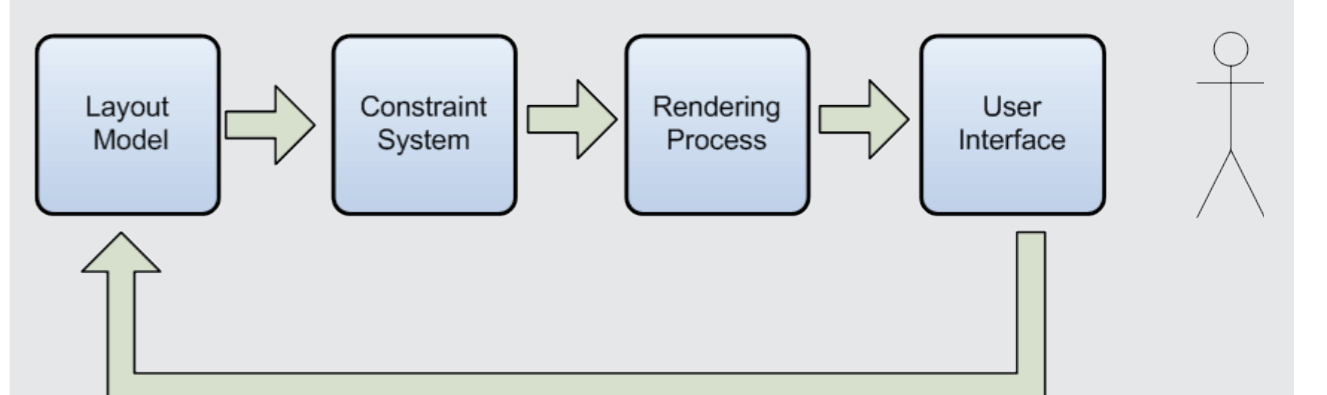 Layout
Model
Constraint
System
Rendering
Process
User
Interface